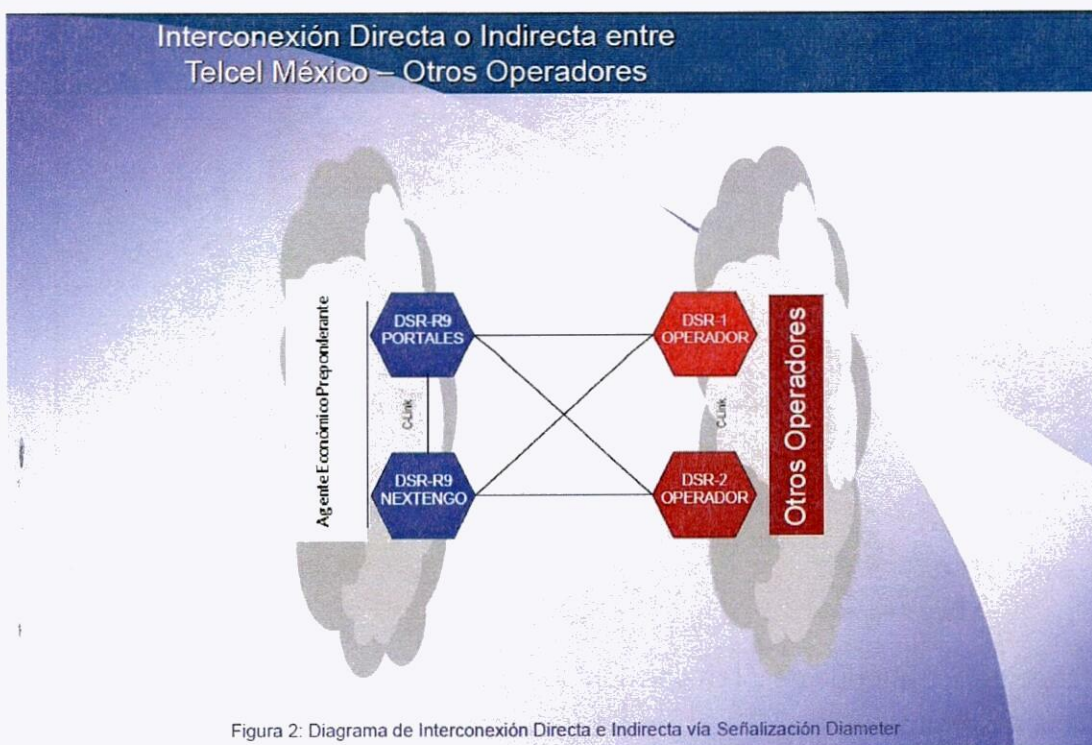 Interconexión Directa o Indirecta entre
Telcel México – Otros Operadores
Agente Económico Preponderante
DSR-R9
PORTALES
C-Link
DSR-R9
NEXTENGO
DSR-1
OPERADOR
C-Link
DSR-2
OPERADOR
Otros Operadores
Figura 2: Diagrama de Interconexión Directa e Indirecta vía Señalización Diameter